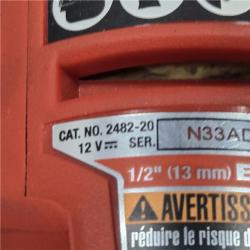 CAT. NO. 2482-20
12 V⎓ SER. N33AD
1/2" (13 mm)
AVERTISS
réduire le risque d